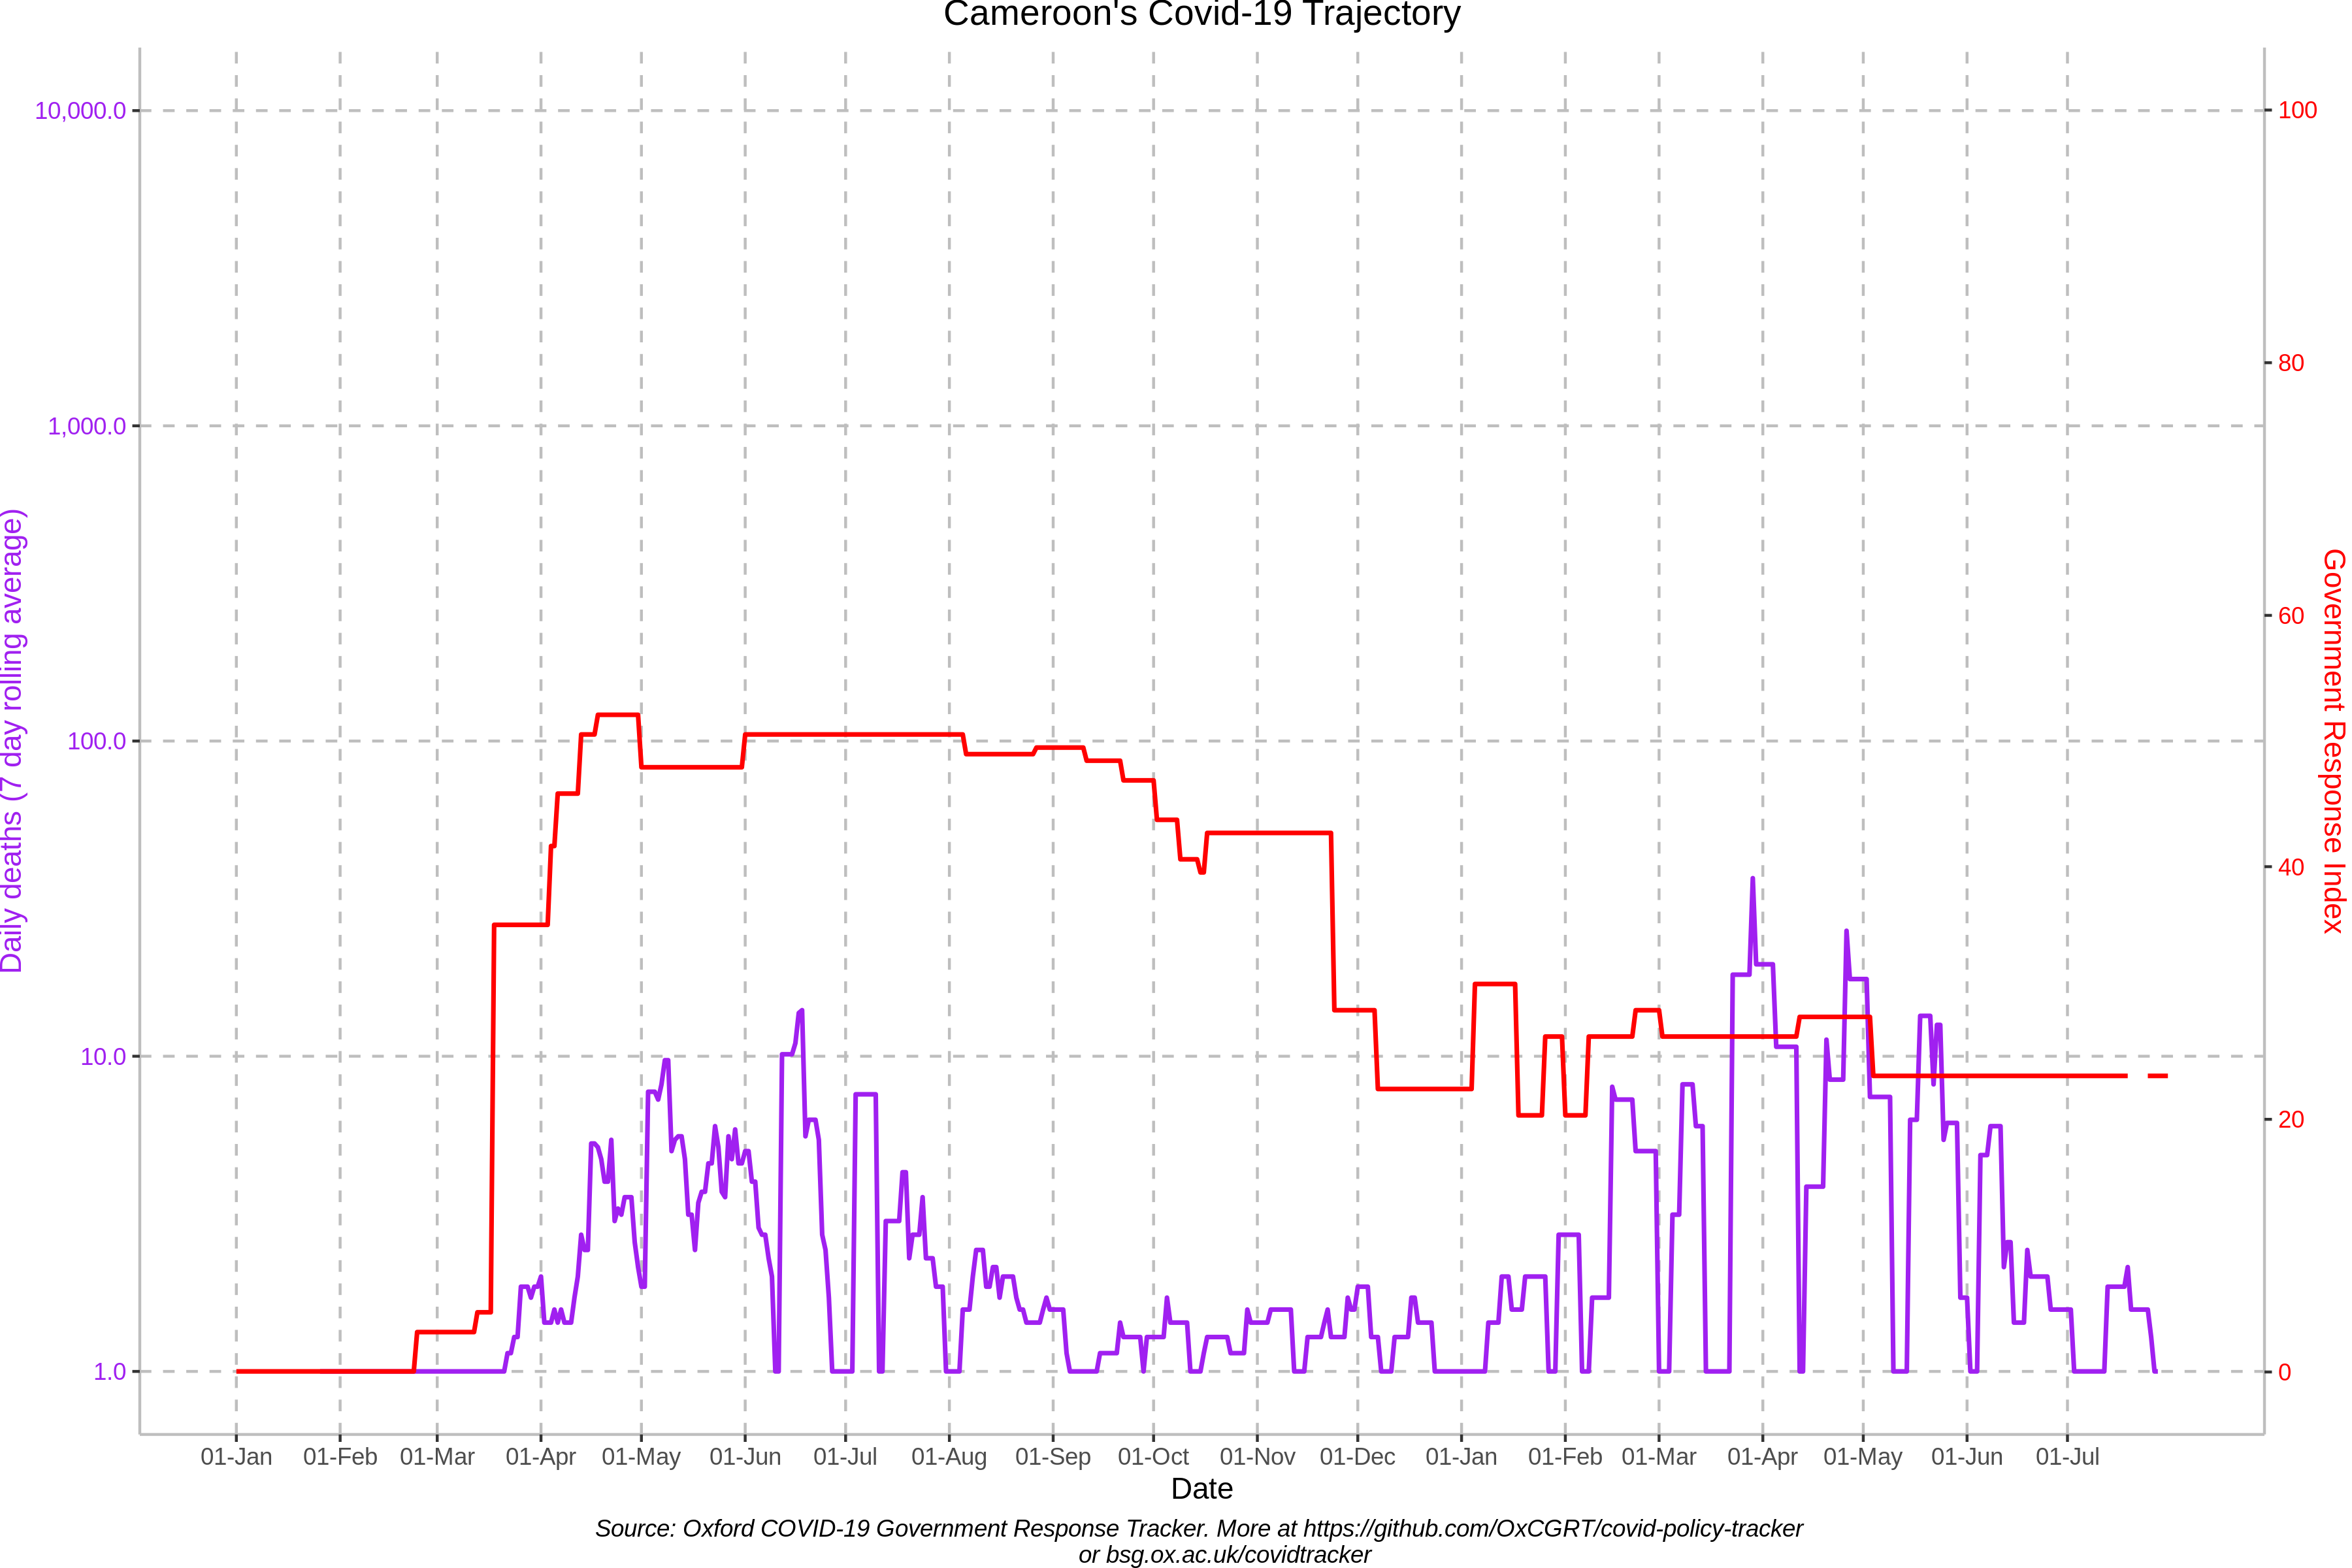 Cameroon's Covid-19 Trajectory
10,000.0
1,000.0
100.0
10.0
1.0
Daily deaths (7 day rolling average)
100
80
60
40
20
0
Government Response Index
01-Jan 01-Feb 01-Mar 01-Apr 01-May 01-Jun 01-Jul 01-Aug 01-Sep 01-Oct 01-Nov 01-Dec 01-Jan 01-Feb 01-Mar 01-Apr 01-May 01-Jun 01-Jul
Date
Source: Oxford COVID-19 Government Response Tracker. More at https://github.com/OxCGRT/covid-policy-tracker
or bsg.ox.ac.uk/covidtracker